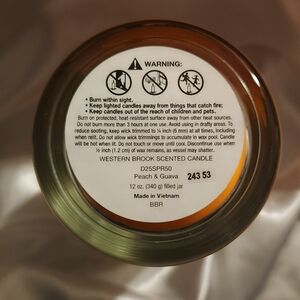 WARNING:
• Burn within sight.
• Keep lighted candles away from things that catch fire;
• Keep candles out of the reach of children and pets.
Burn on protected, heat-resistant surface away from other heat sources.
Do not burn more than 3 hours at one use. Avoid using in drafty areas. To
reduce sooting, keep wick trimmed to ¼ inch (6 mm) at all times, including
when relit. Do not allow wick trimmings to accumulate in wax pool. Candle
will be hot when lit. Do not touch or move until cool. Discontinue use when
½ inch (1.2 cm) of wax remains, as vessel may shatter.
WESTERN BROOK SCENTED CANDLE
D25SPR50
Peach & Guava 243 53
12 oz. (340 g) filled jar
Made in Vietnam
BBR